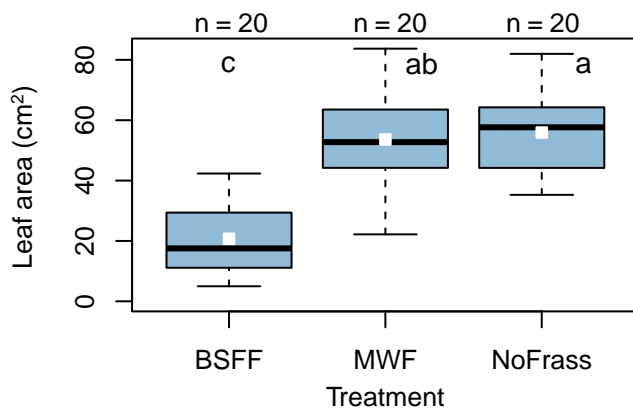 n = 20 n = 20 n = 20
c ab a
Leaf area (cm²)
80
60
40
20
0
BSFF MWF NoFrass
Treatment